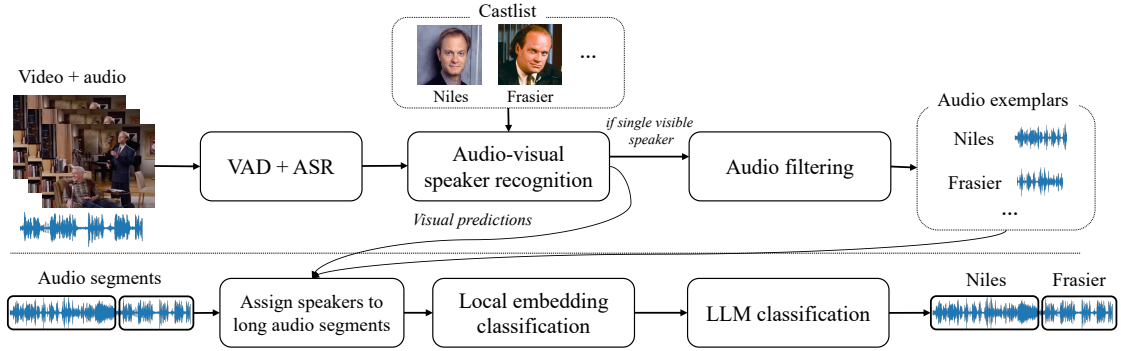 Castlist
Niles
Frasier
...
Video + audio
VAD + ASR
Audio-visual
speaker recognition
if single visible
speaker
Audio filtering
Audio exemplars
Niles
Frasier
...
Visual predictions
Audio segments
Assign speakers to
long audio segments
Local embedding
classification
LLM classification
Niles
Frasier